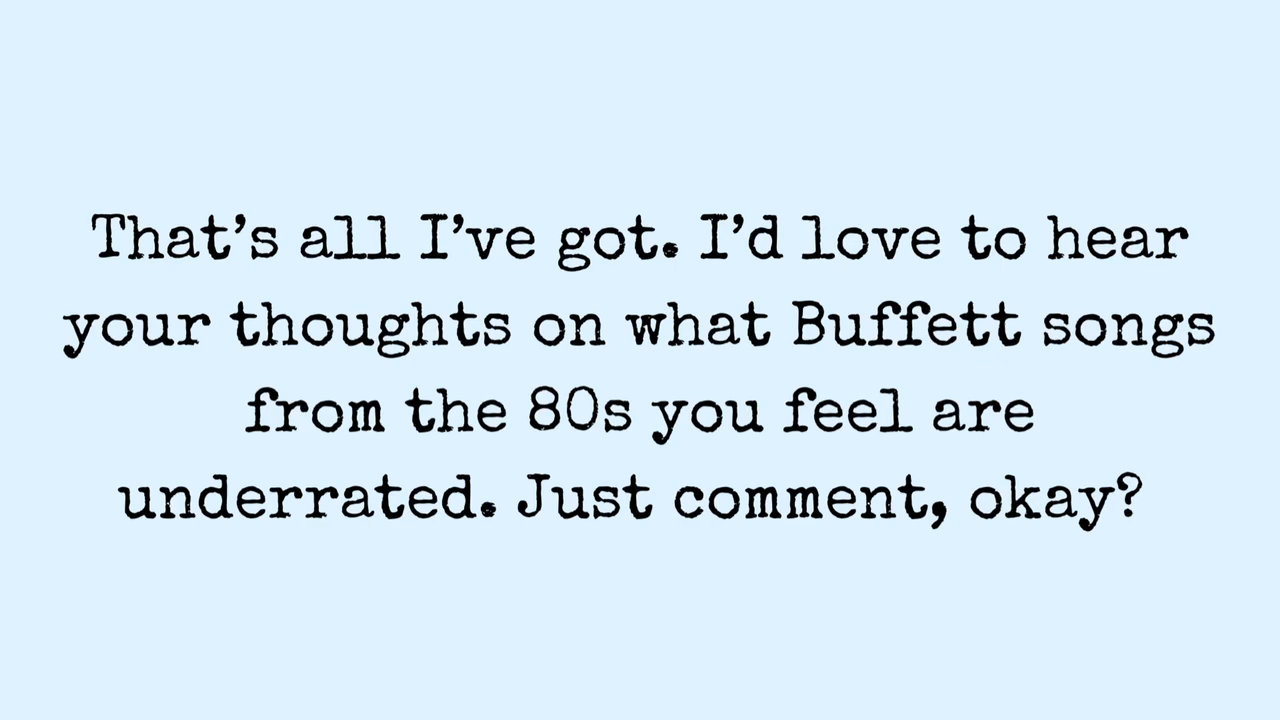 That’s all I’ve got. I’d love to hear
your thoughts on what Buffett songs
from the 80s you feel are
underrated. Just comment, okay?